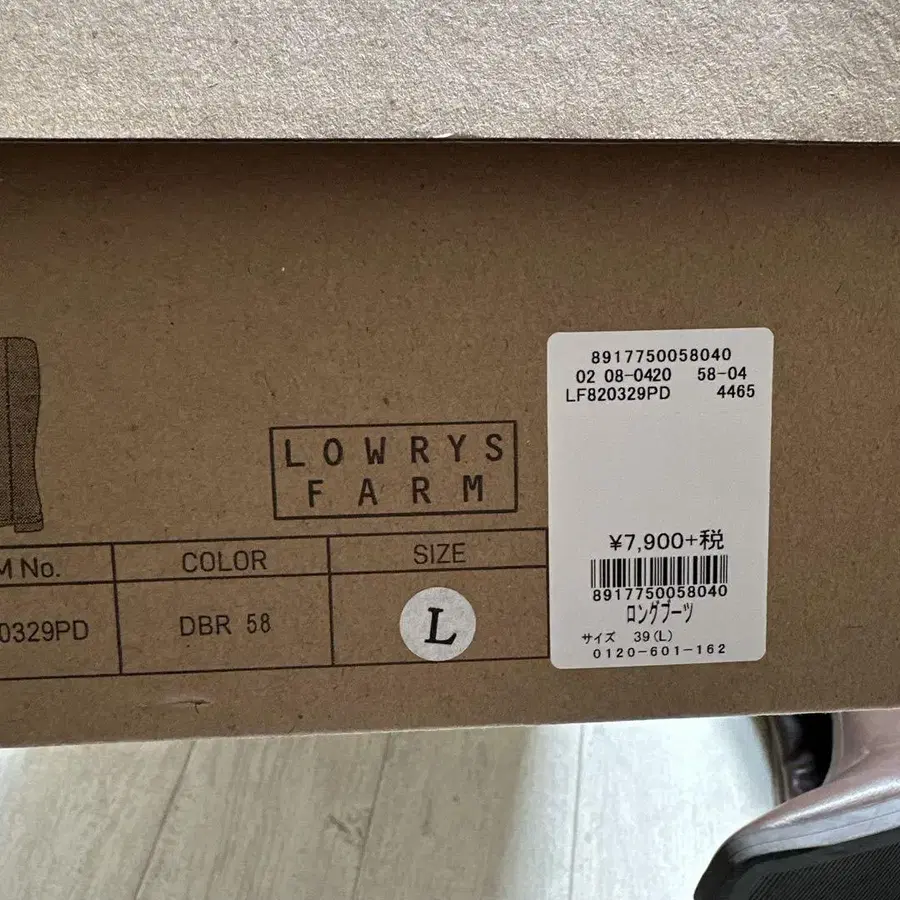 LOWRYS
FARM
M No.
COLOR
SIZE
0329PD
DBR 58
L
8917750058040
02 08-0420 58-04
LF820329PD 4465
¥7,900+税
8917750058040
ロングブーツ
サイズ 39(L)
0120-601-162